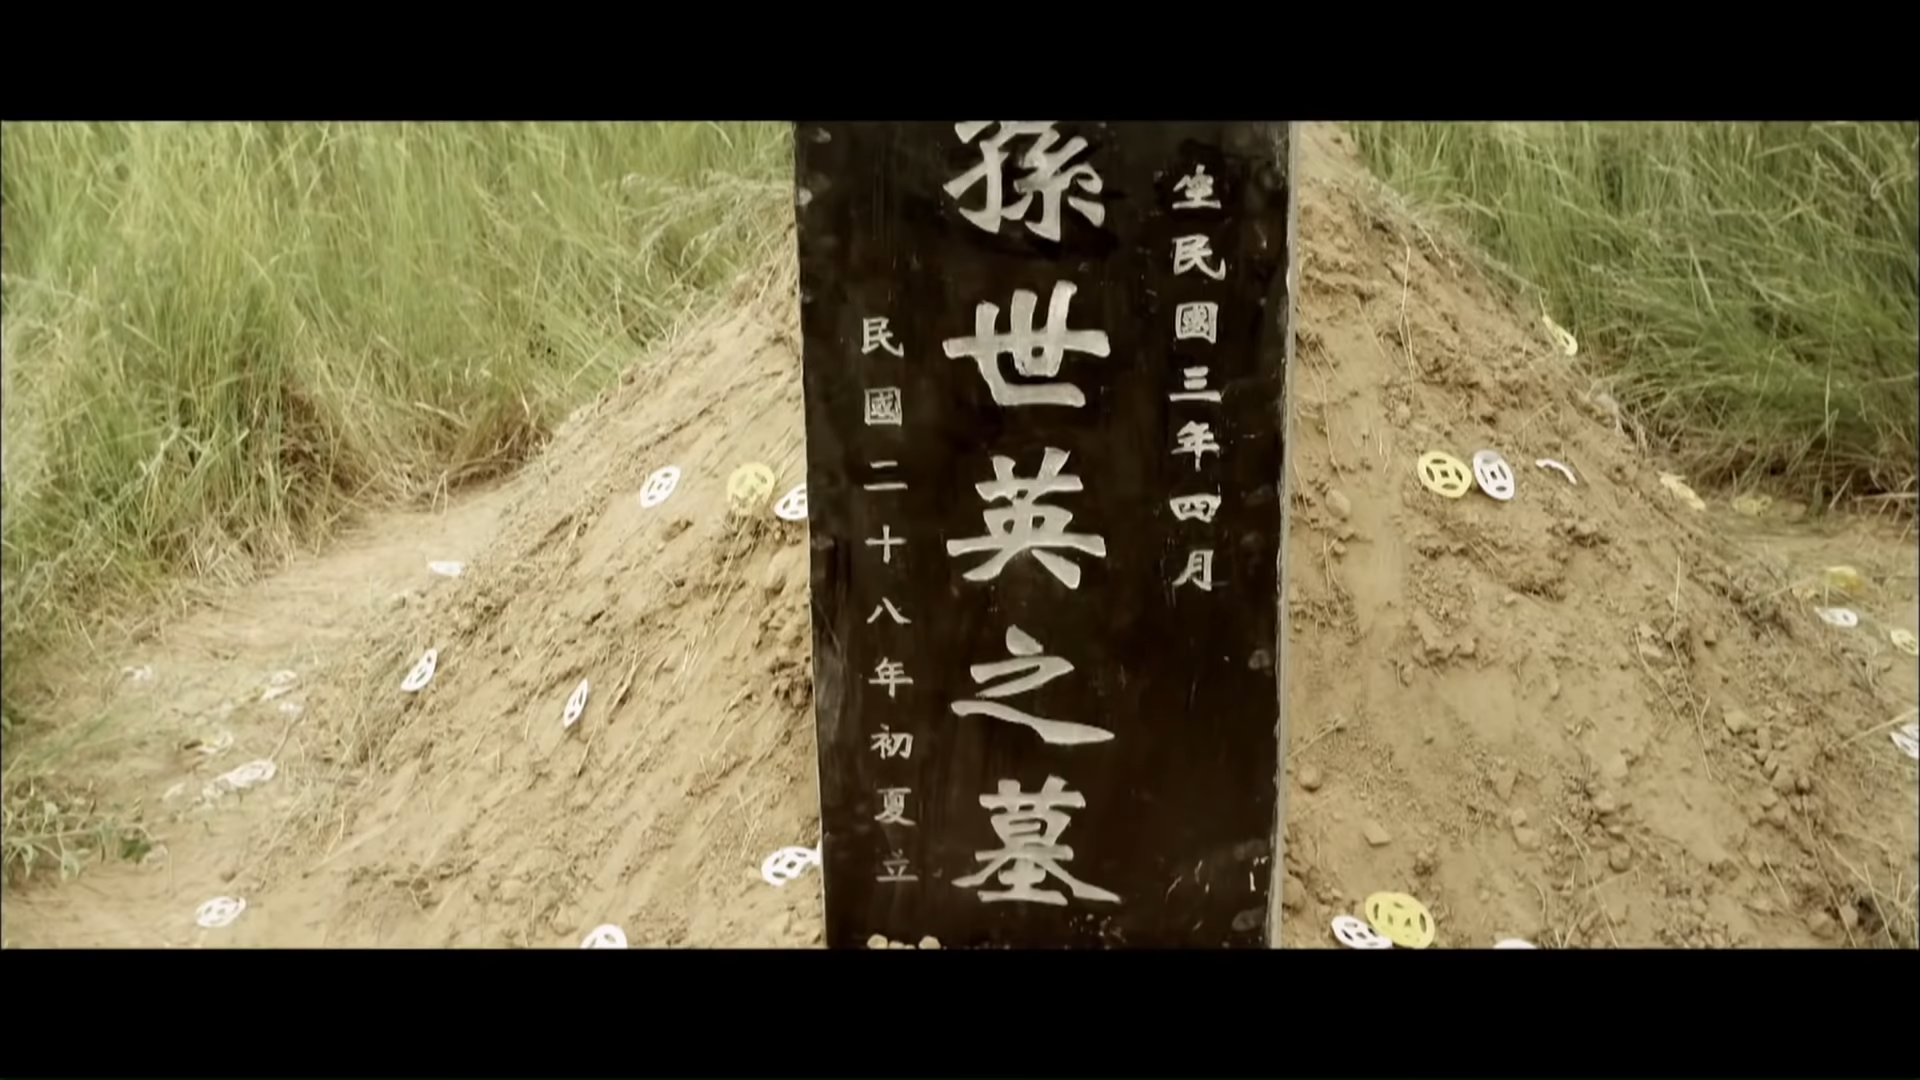 生民國三年四月
孫世英之墓
民國二十八年初夏立